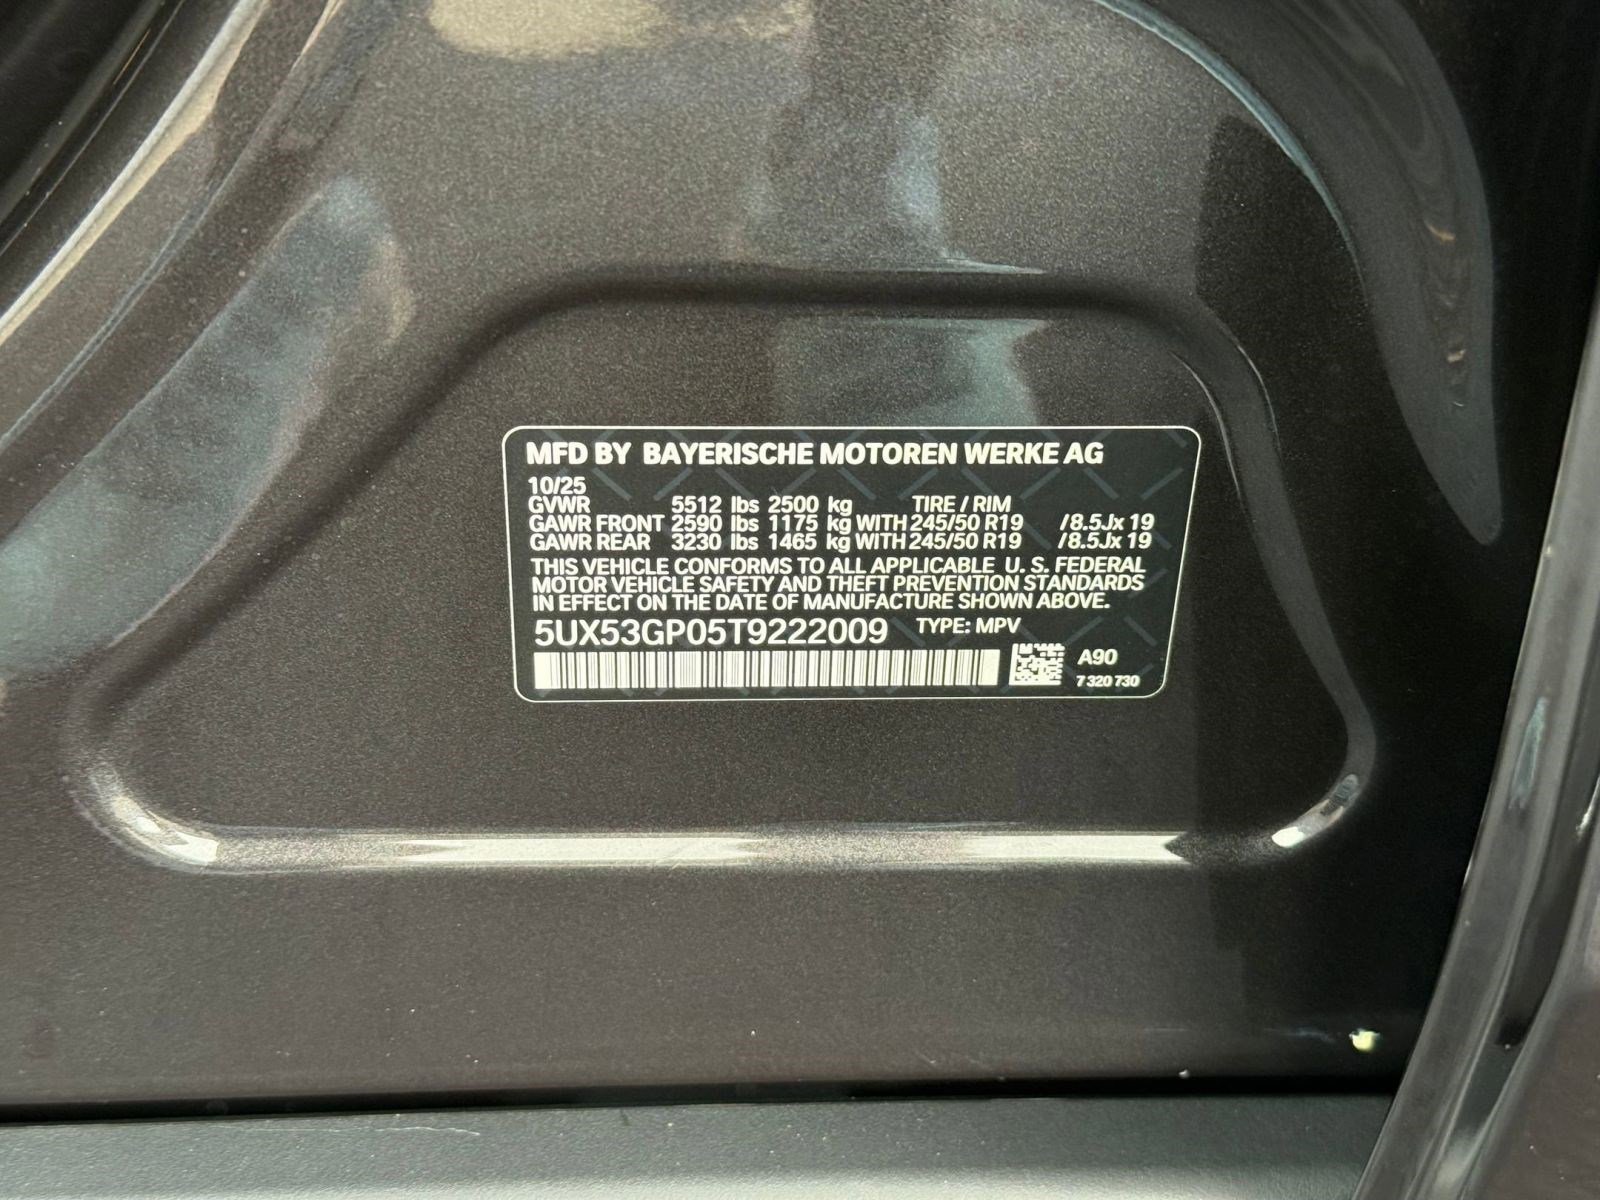 MFD BY BAYERISCHE MOTOREN WERKE AG
10/25
GVWR 5512 lbs 2500 kg TIRE / RIM
GAWR FRONT 2590 lbs 1175 kg WITH 245/50 R19 /8.5Jx 19
GAWR REAR 3230 lbs 1465 kg WITH 245/50 R19 /8.5Jx 19
THIS VEHICLE CONFORMS TO ALL APPLICABLE U. S. FEDERAL
MOTOR VEHICLE SAFETY AND THEFT PREVENTION STANDARDS
IN EFFECT ON THE DATE OF MANUFACTURE SHOWN ABOVE.
5UX53GP05T9222009 TYPE: MPV
A90
7 320 730